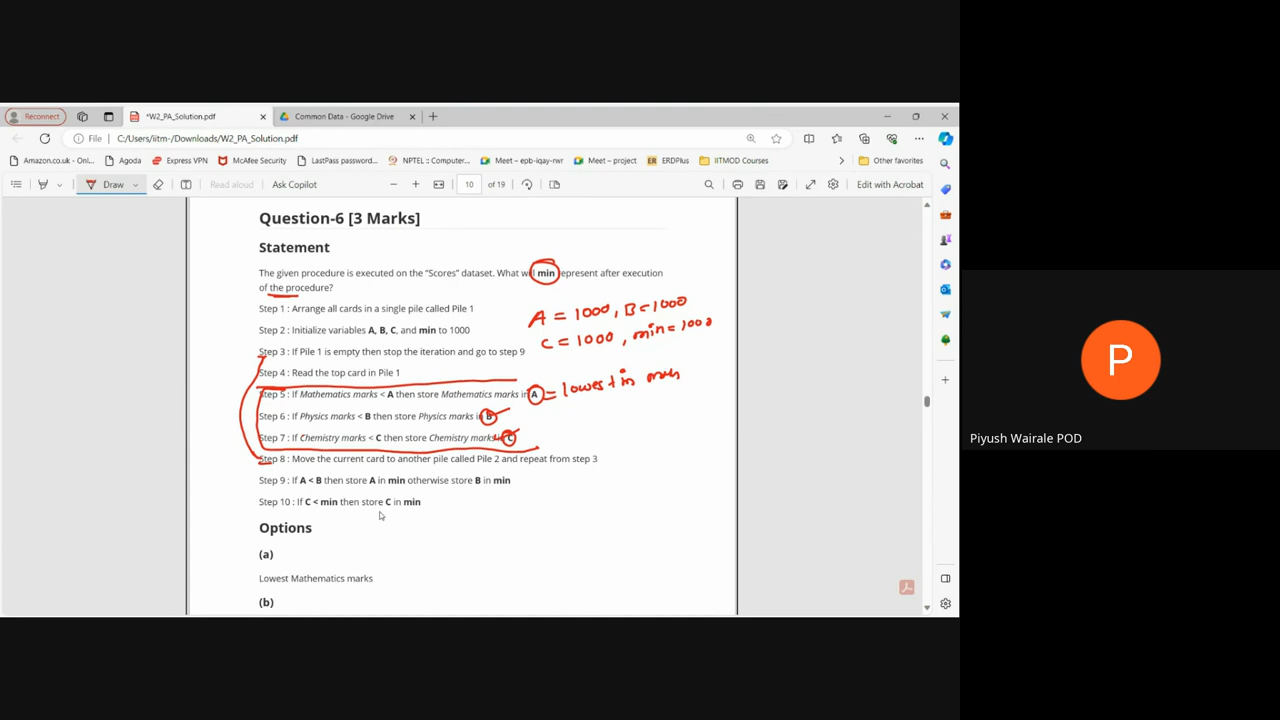 Reconnect
*W2_PA_Solution.pdf
Common Data - Google Drive
File
C:/Users/iitm-/Downloads/W2_PA_Solution.pdf
Amazon.co.uk - Onl...
Agoda
Express VPN
McAfee Security
LastPass password...
NPTEL :: Computer...
Meet – epb-iqay-rwr
Meet – project
ER ERDPlus
IITMOD Courses
Other favorites
Draw
Read aloud
Ask Copilot
10 of 19
Edit with Acrobat
Question-6 [3 Marks]
Statement
The given procedure is executed on the "Scores" dataset. What will min represent after execution
of the procedure?
Step 1 : Arrange all cards in a single pile called Pile 1
A = 1000, B = 1000
Step 2 : Initialize variables A, B, C, and min to 1000
C = 1000, min = 1000
Step 3 : If Pile 1 is empty then stop the iteration and go to step 9
Step 4 : Read the top card in Pile 1
Step 5 : If Mathematics marks < A then store Mathematics marks in A
= lowest in
Step 6 : If Physics marks < B then store Physics marks in B
Step 7 : If Chemistry marks < C then store Chemistry marks in C
Step 8 : Move the current card to another pile called Pile 2 and repeat from step 3
Step 9 : If A < B then store A in min otherwise store B in min
Step 10 : If C < min then store C in min
Options
(a)
Lowest Mathematics marks
(b)
P
Piyush Wairale POD